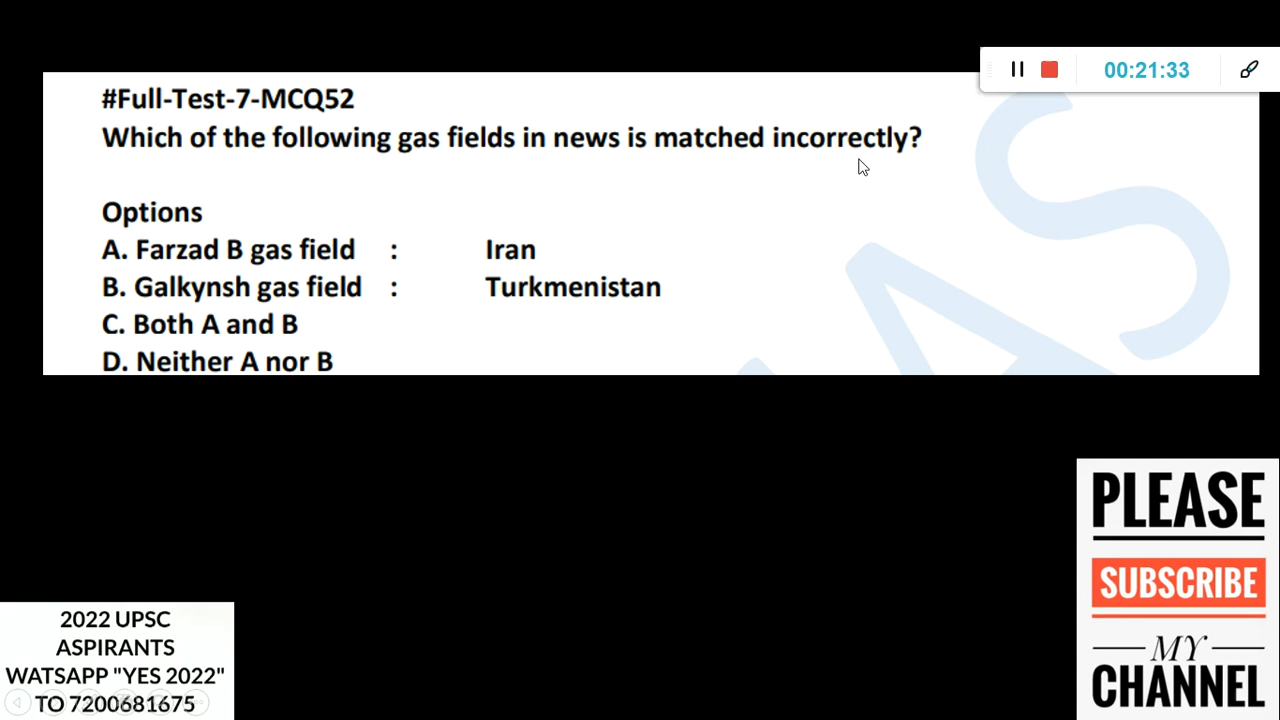 00:21:33
#Full-Test-7-MCQ52
Which of the following gas fields in news is matched incorrectly?
Options
A. Farzad B gas field : Iran
B. Galkynsh gas field : Turkmenistan
C. Both A and B
D. Neither A nor B
PLEASE
SUBSCRIBE
MY
CHANNEL
2022 UPSC
ASPIRANTS
WATSAPP "YES 2022"
TO 7200681675